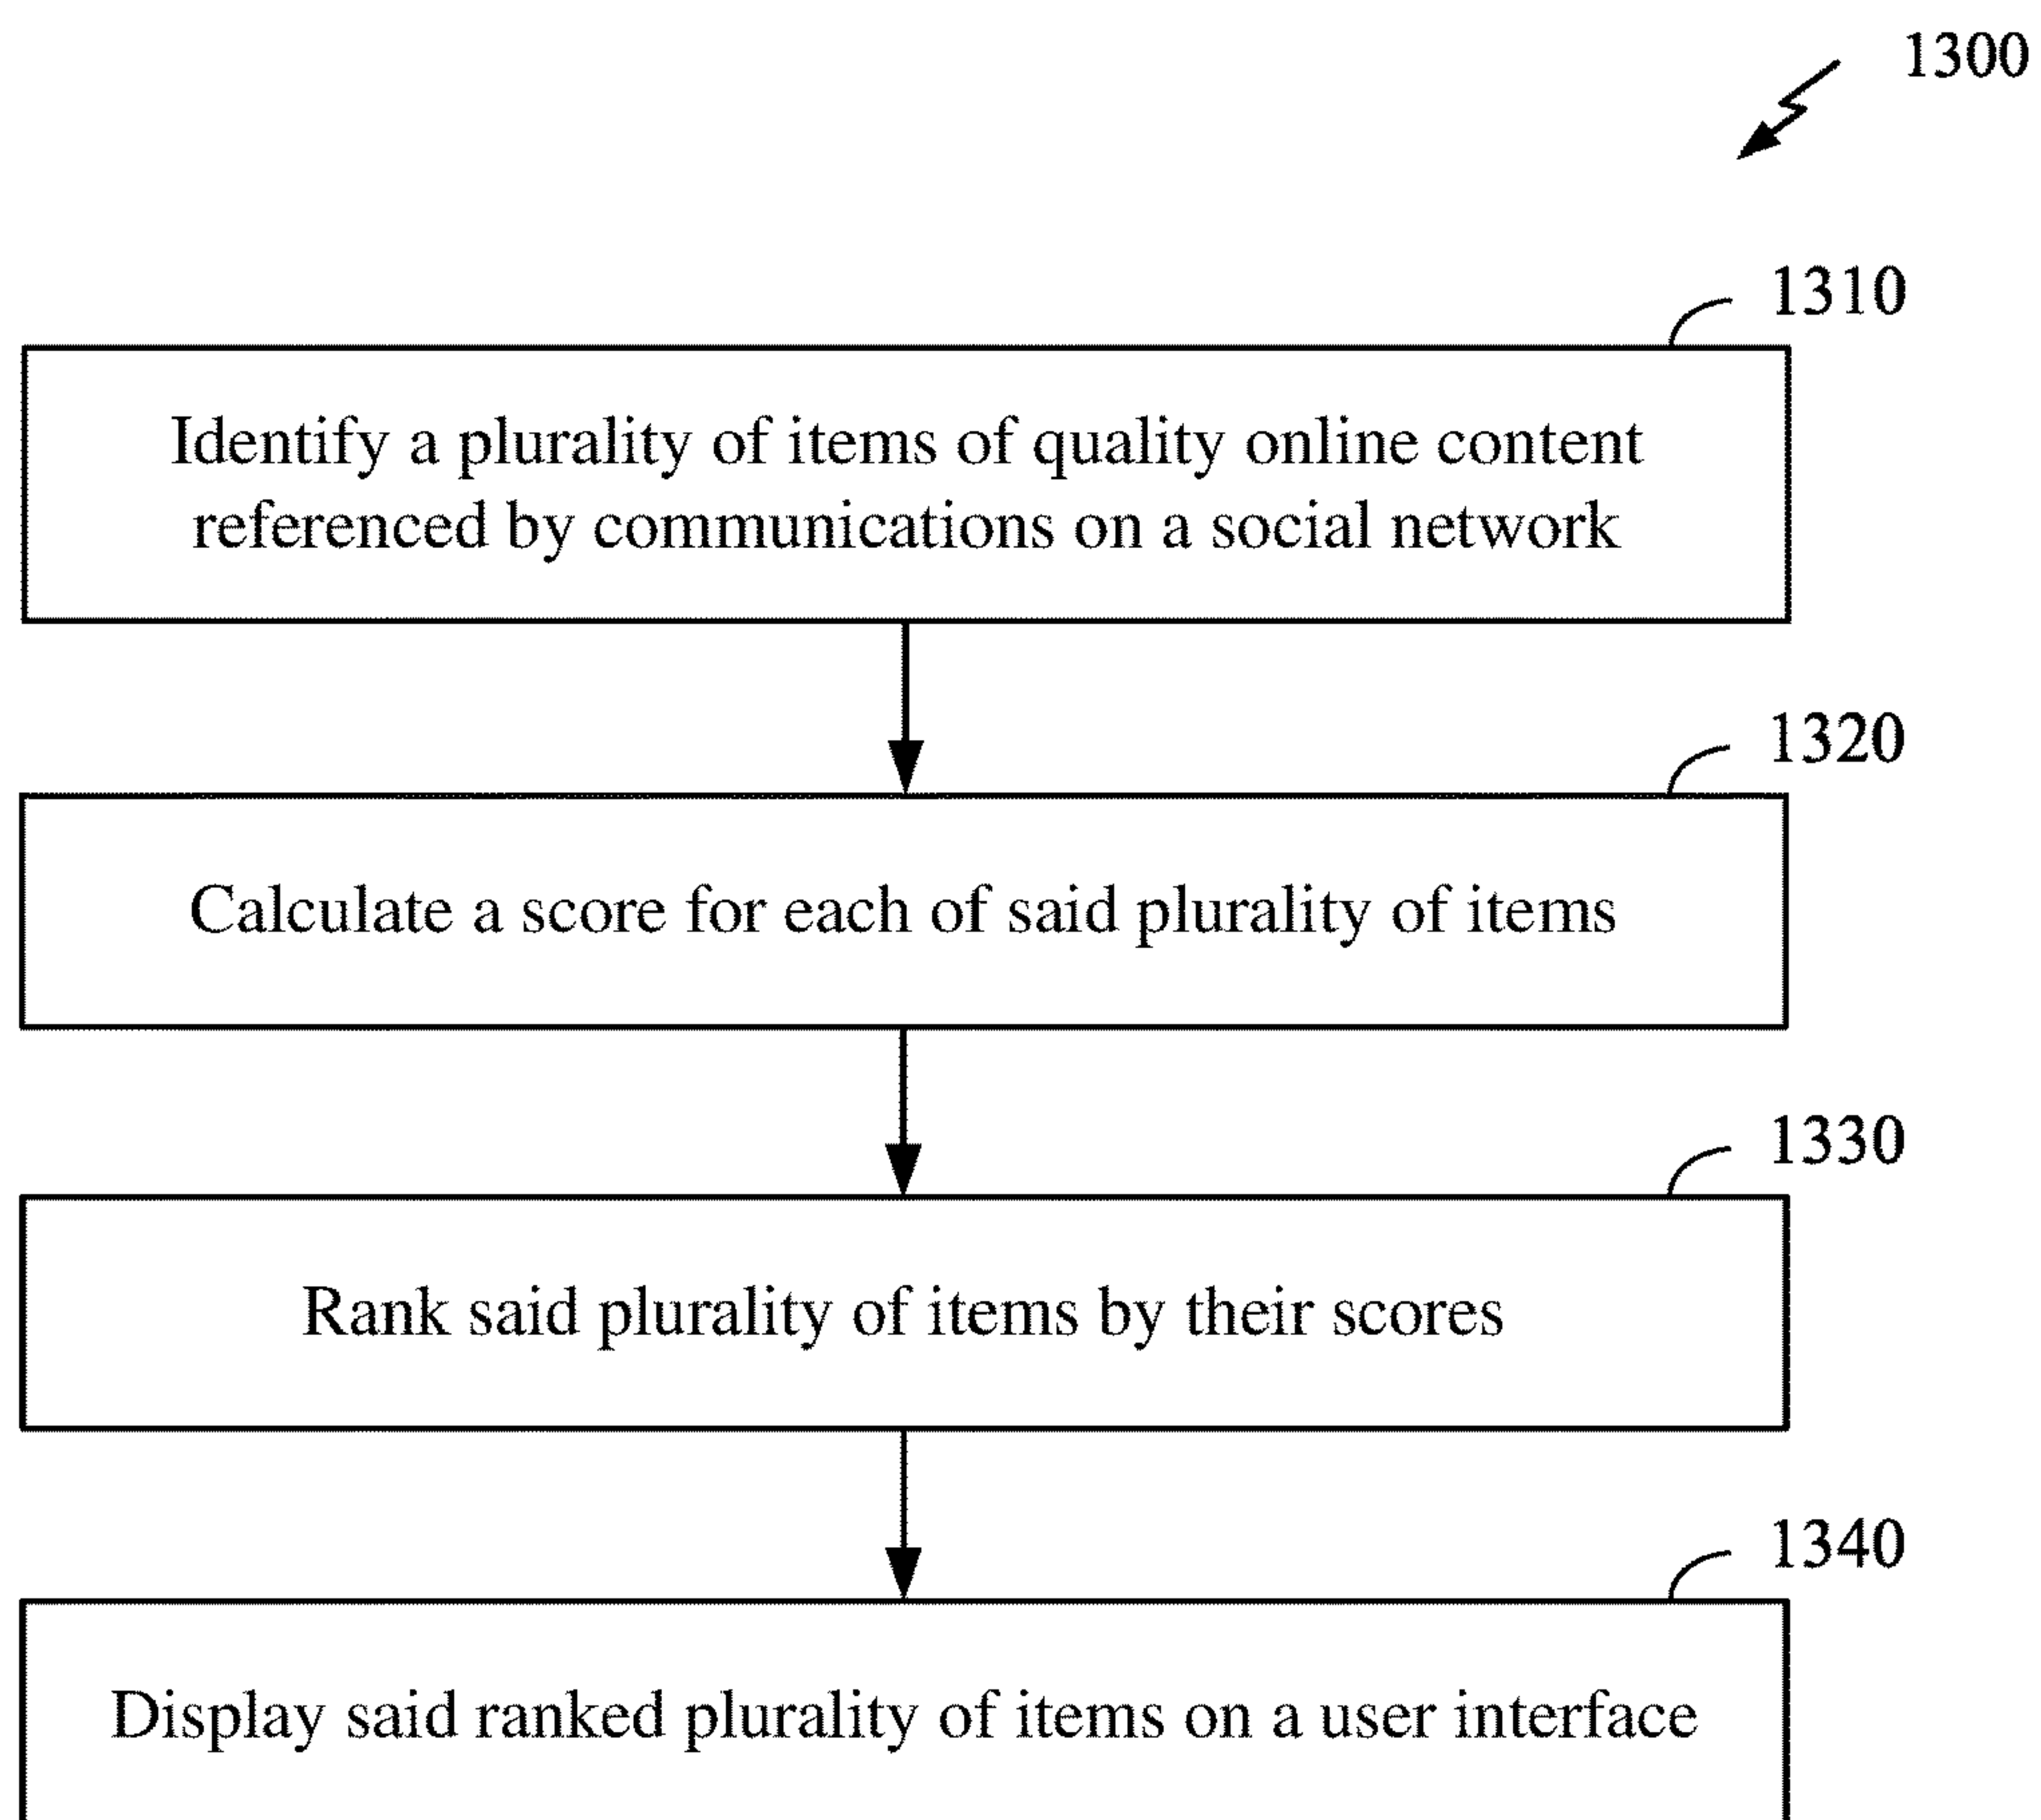 1300
1310
Identify a plurality of items of quality online content
referenced by communications on a social network
1320
Calculate a score for each of said plurality of items
1330
Rank said plurality of items by their scores
1340
Display said ranked plurality of items on a user interface